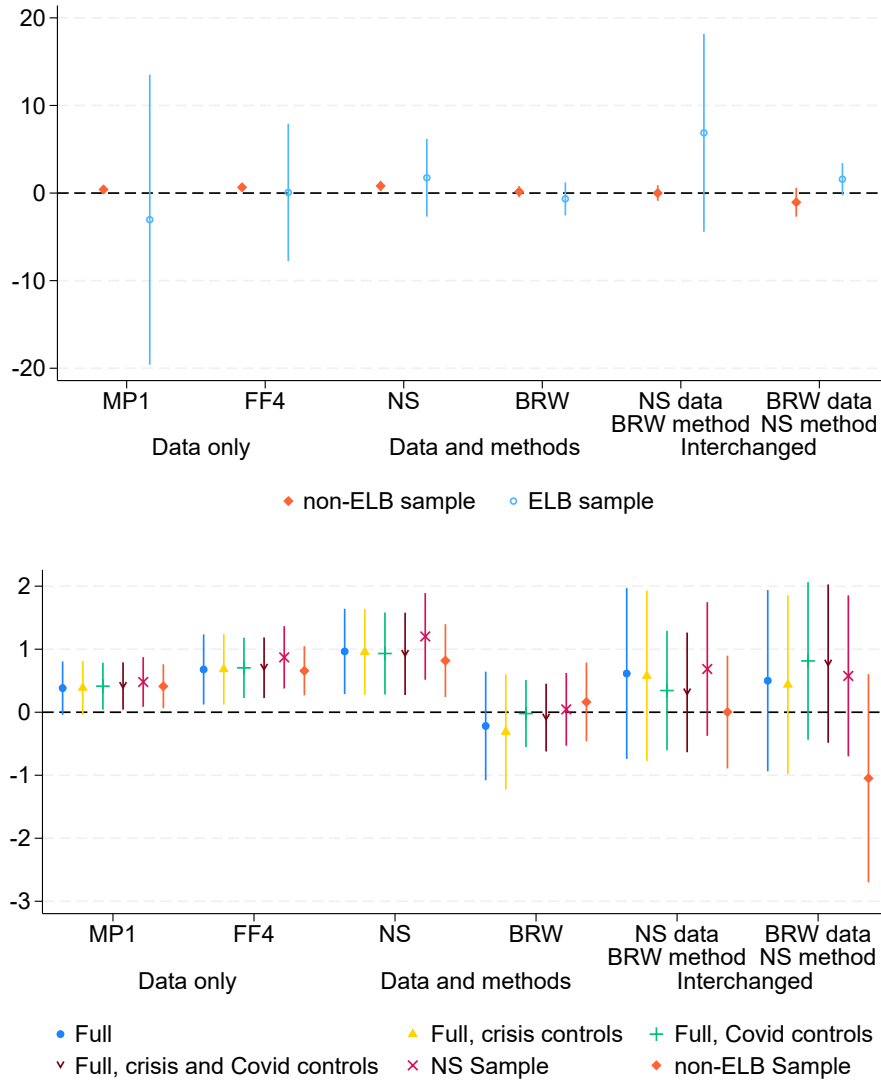 20
10
0
-10
-20
MP1 FF4 NS BRW NS data BRW data
BRW method NS method
Data only Data and methods Interchanged
non-ELB sample ELB sample
2
1
0
-1
-2
-3
MP1 FF4 NS BRW NS data BRW data
BRW method NS method
Data only Data and methods Interchanged
Full Full, crisis controls Full, Covid controls
Full, crisis and Covid controls NS Sample non-ELB Sample